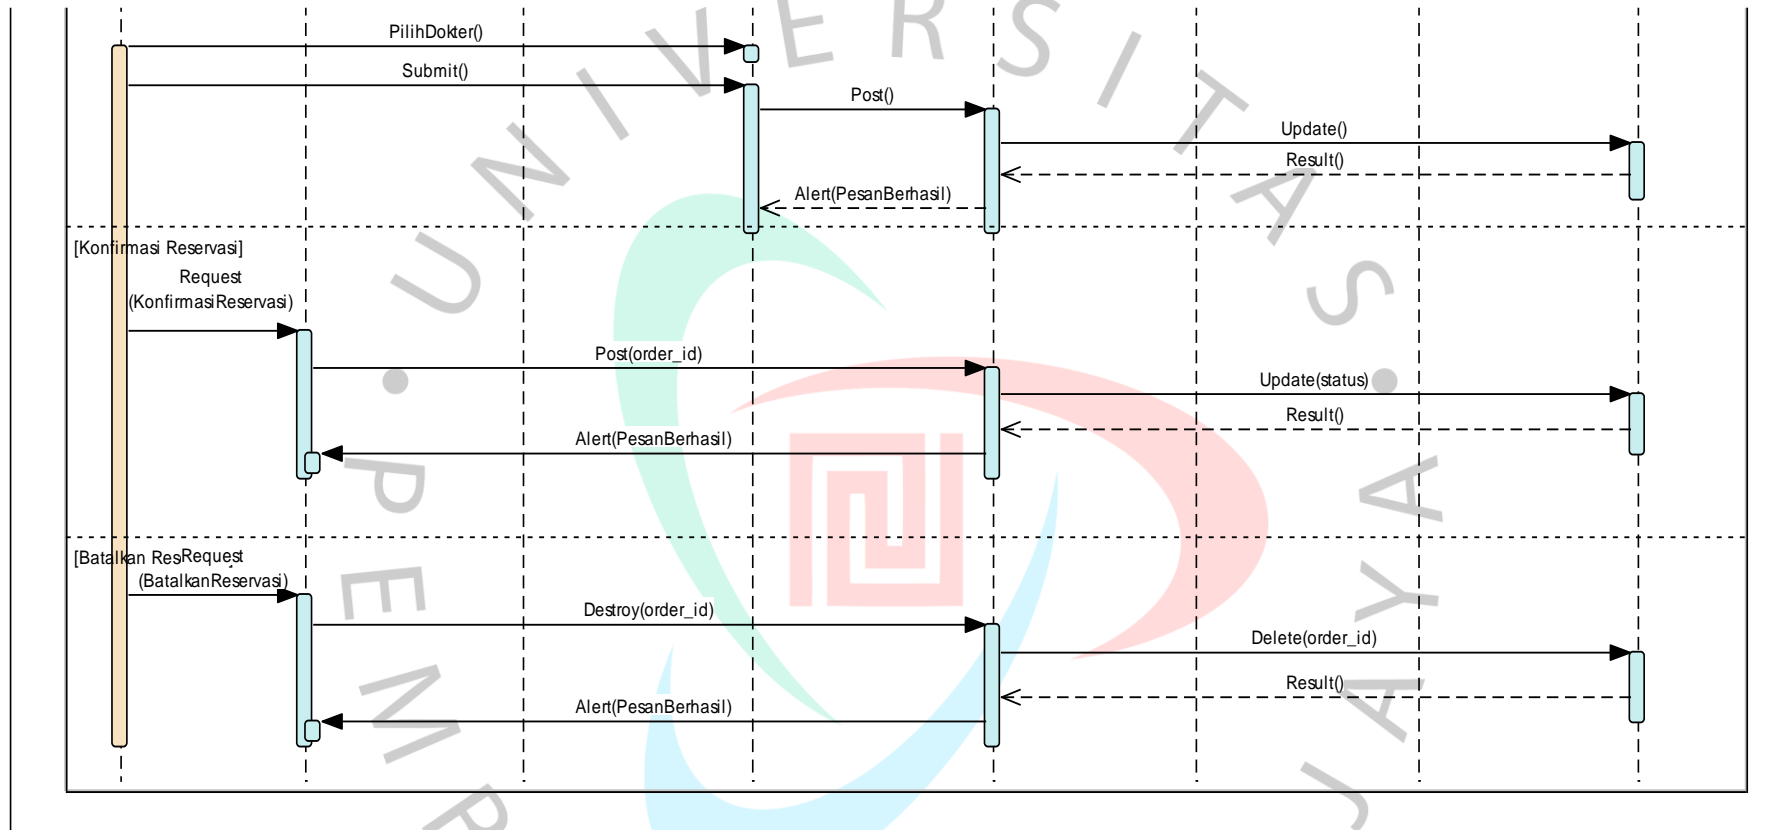 PilihDokter()
Submit()
Post()
Update()
Result()
Alert(PesanBerhasil)
[Konfirmasi Reservasi]
Request
(KonfirmasiReservasi)
Post(order_id)
Update(status)
Result()
Alert(PesanBerhasil)
[Batalkan Res
Request
(BatalkanReservasi)
Destroy(order_id)
Delete(order_id)
Result()
Alert(PesanBerhasil)
UNIVERSITAS
PEMP
JAYA